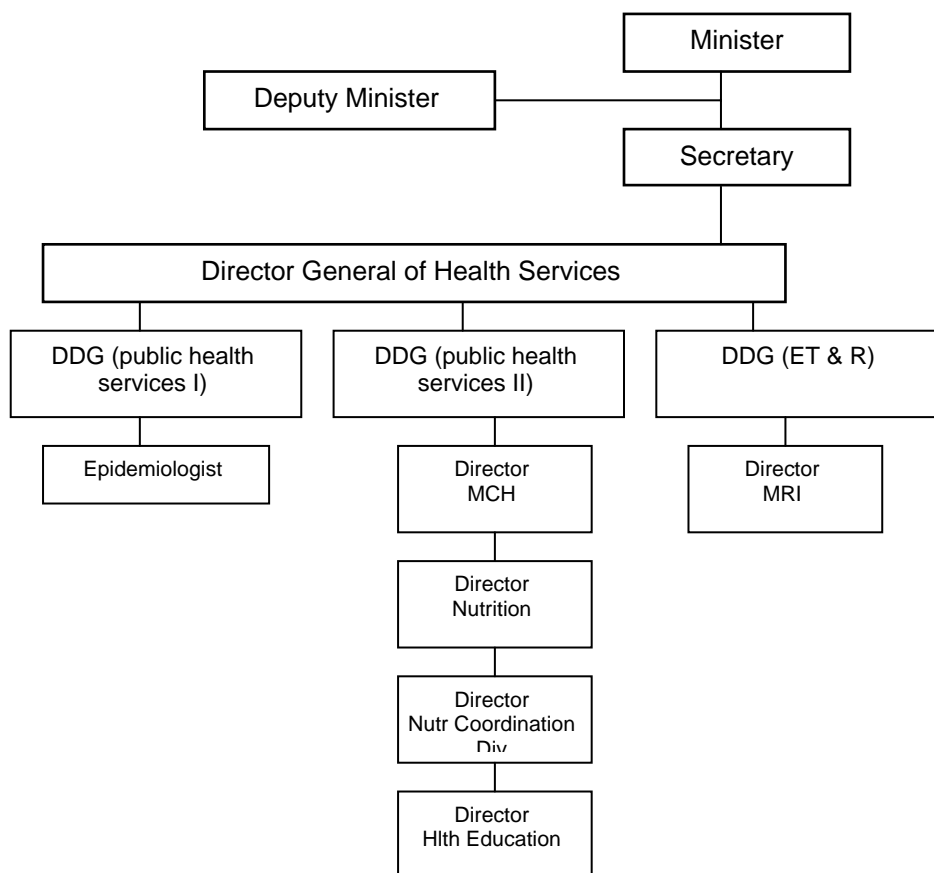 Minister
Deputy Minister
Secretary
Director General of Health Services
DDG (public health
services I)
DDG (public health
services II)
DDG (ET & R)
Epidemiologist
Director
MCH
Director
MRI
Director
Nutrition
Director
Nutr Coordination
Div
Director
Hlth Education